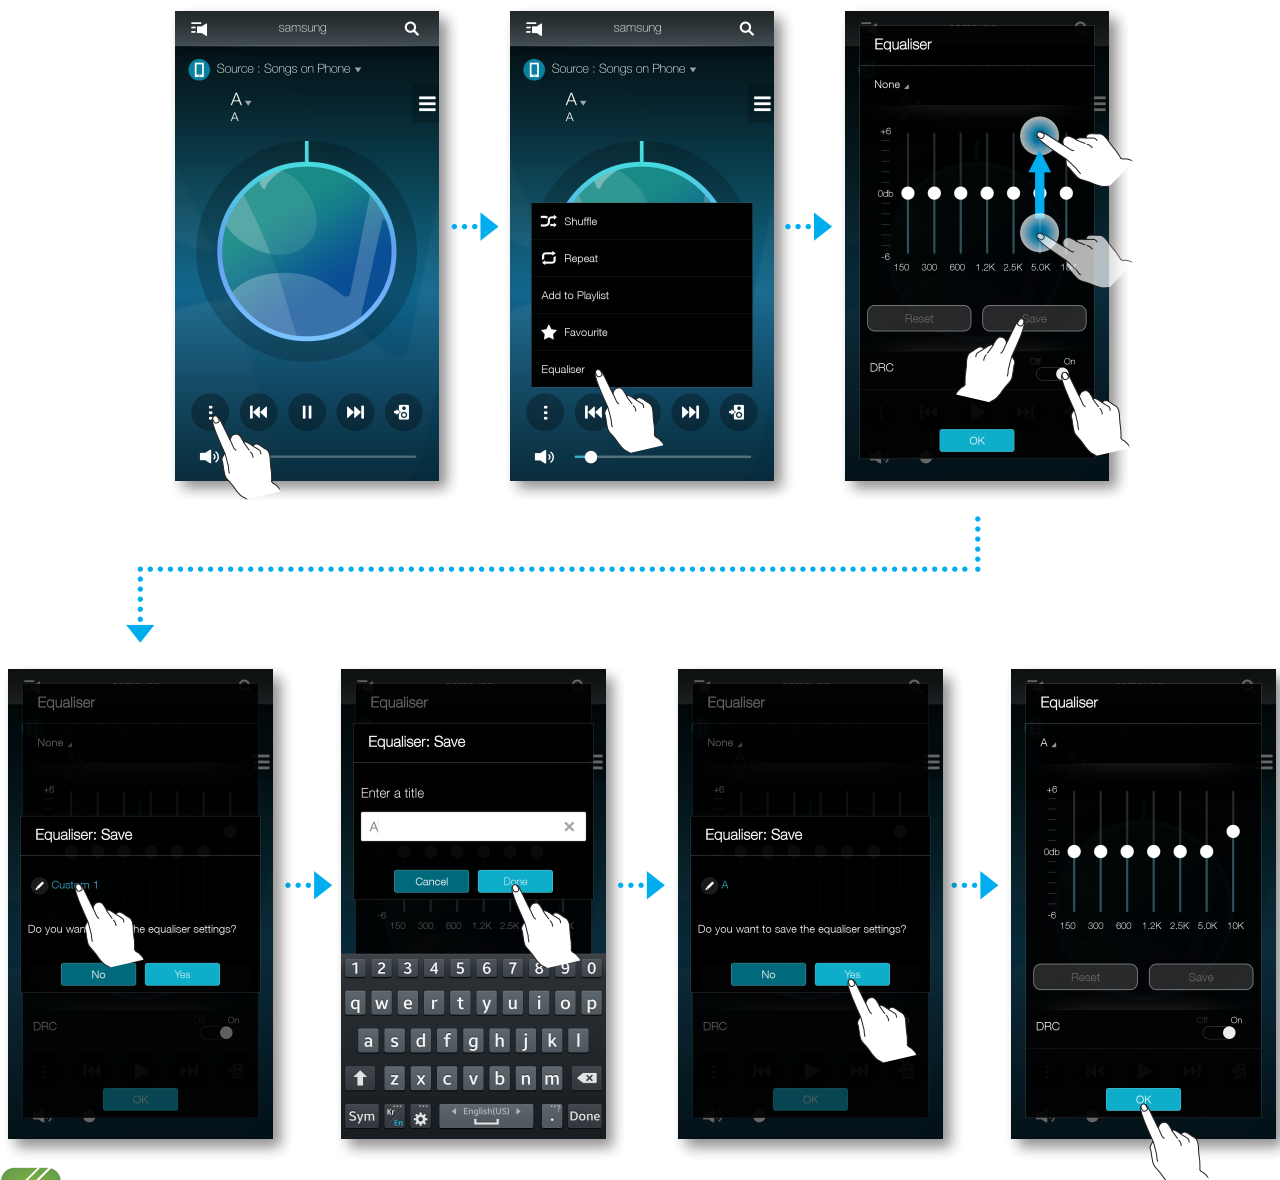 samsung
Source : Songs on Phone
A
A
samsung
Source : Songs on Phone
A
A
Shuffle
Repeat
Add to Playlist
Favourite
Equaliser
Equaliser
None
+6
0db
-6
150 300 600 1.2K 2.5K 5.0K
Reset Save
DRC Off On
OK
Equaliser
None
+6
Equaliser: Save
Custom 1
Do you want the equaliser settings?
No Yes
DRC Off On
OK
Equaliser
Equaliser: Save
Enter a title
A
Cancel Done
-6
150 300 600 1.2K 2.5K
1 2 3 4 5 6 7 8 9 0
q w e r t y u i o p
a s d f g h j k l
z x c v b n m
Sym Kr En English(US) . Done
Equaliser
None
+6
Equaliser: Save
A
Do you want to save the equaliser settings?
No Yes
DRC Off On
OK
Equaliser
A
+6
0db
-6
150 300 600 1.2K 2.5K 5.0K 10K
Reset Save
DRC Off On
OK